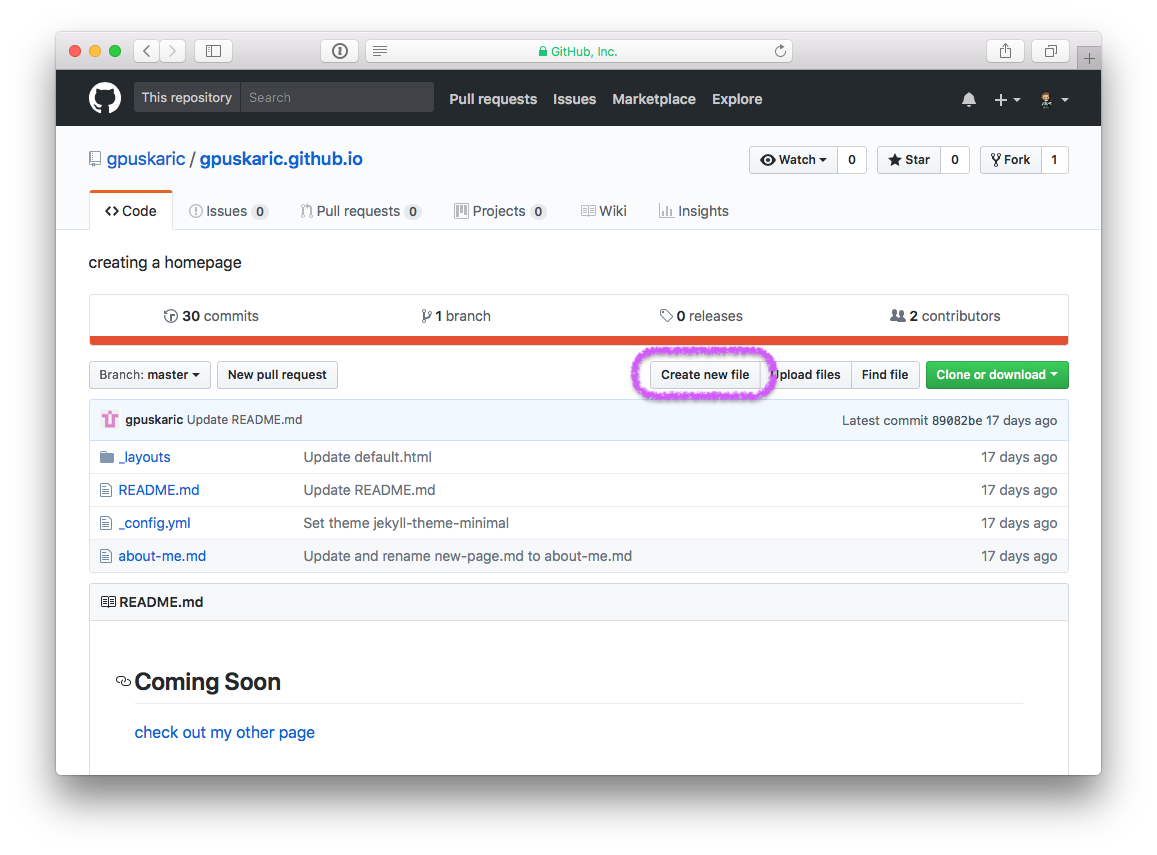 GitHub, Inc.
This repository Search Pull requests Issues Marketplace Explore
gpuskaric / gpuskaric.github.io Watch 0 Star 0 Fork 1
Code Issues 0 Pull requests 0 Projects 0 Wiki Insights
creating a homepage
30 commits 1 branch 0 releases 2 contributors
Branch: master New pull request Create new file Upload files Find file Clone or download
gpuskaric Update README.md Latest commit 89082be 17 days ago
_layouts Update default.html 17 days ago
README.md Update README.md 17 days ago
_config.yml Set theme jekyll-theme-minimal 17 days ago
about-me.md Update and rename new-page.md to about-me.md 17 days ago
README.md
Coming Soon
check out my other page